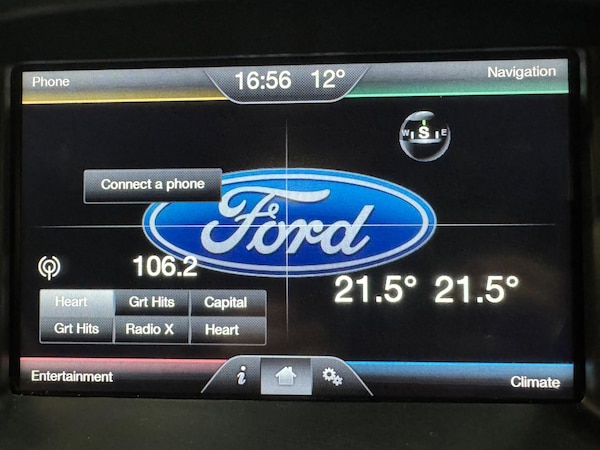 Phone
16:56 12°
Navigation
W S E
Connect a phone
Ford
106.2
21.5° 21.5°
Heart Grt Hits Capital
Grt Hits Radio X Heart
Entertainment
i
Climate